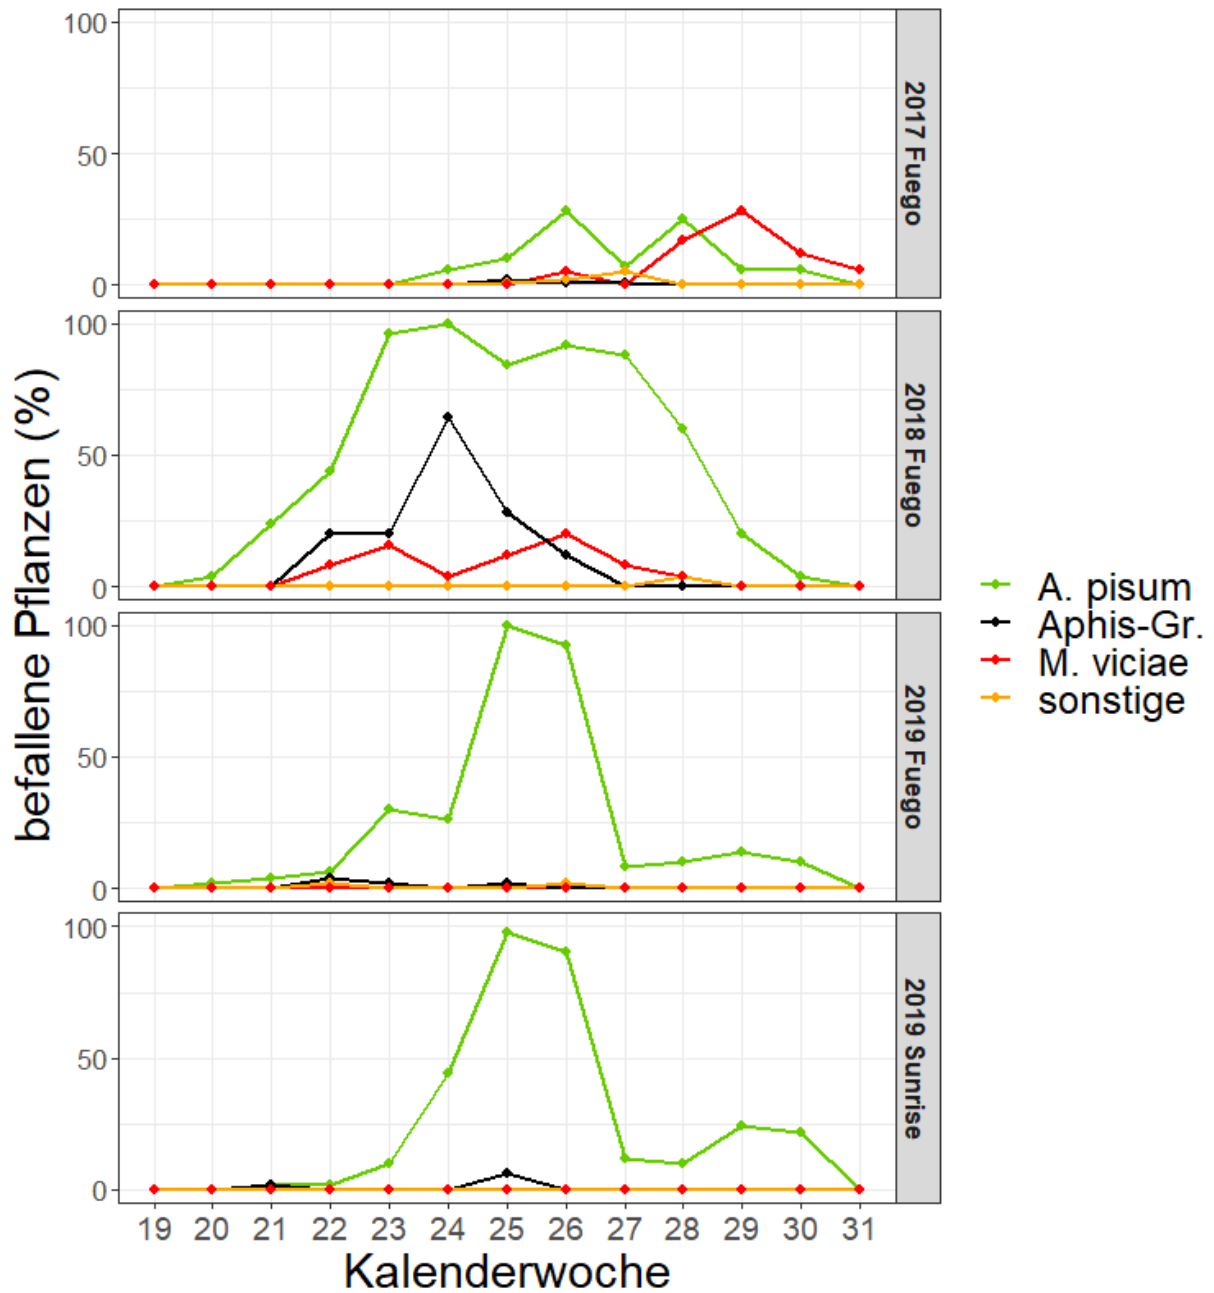 befallene Pflanzen (%)
100
50
0
2017 Fuego
100
50
0
2018 Fuego
100
50
0
2019 Fuego
100
50
0
2019 Sunrise
19 20 21 22 23 24 25 26 27 28 29 30 31
Kalenderwoche
A. pisum
Aphis-Gr.
M. viciae
sonstige